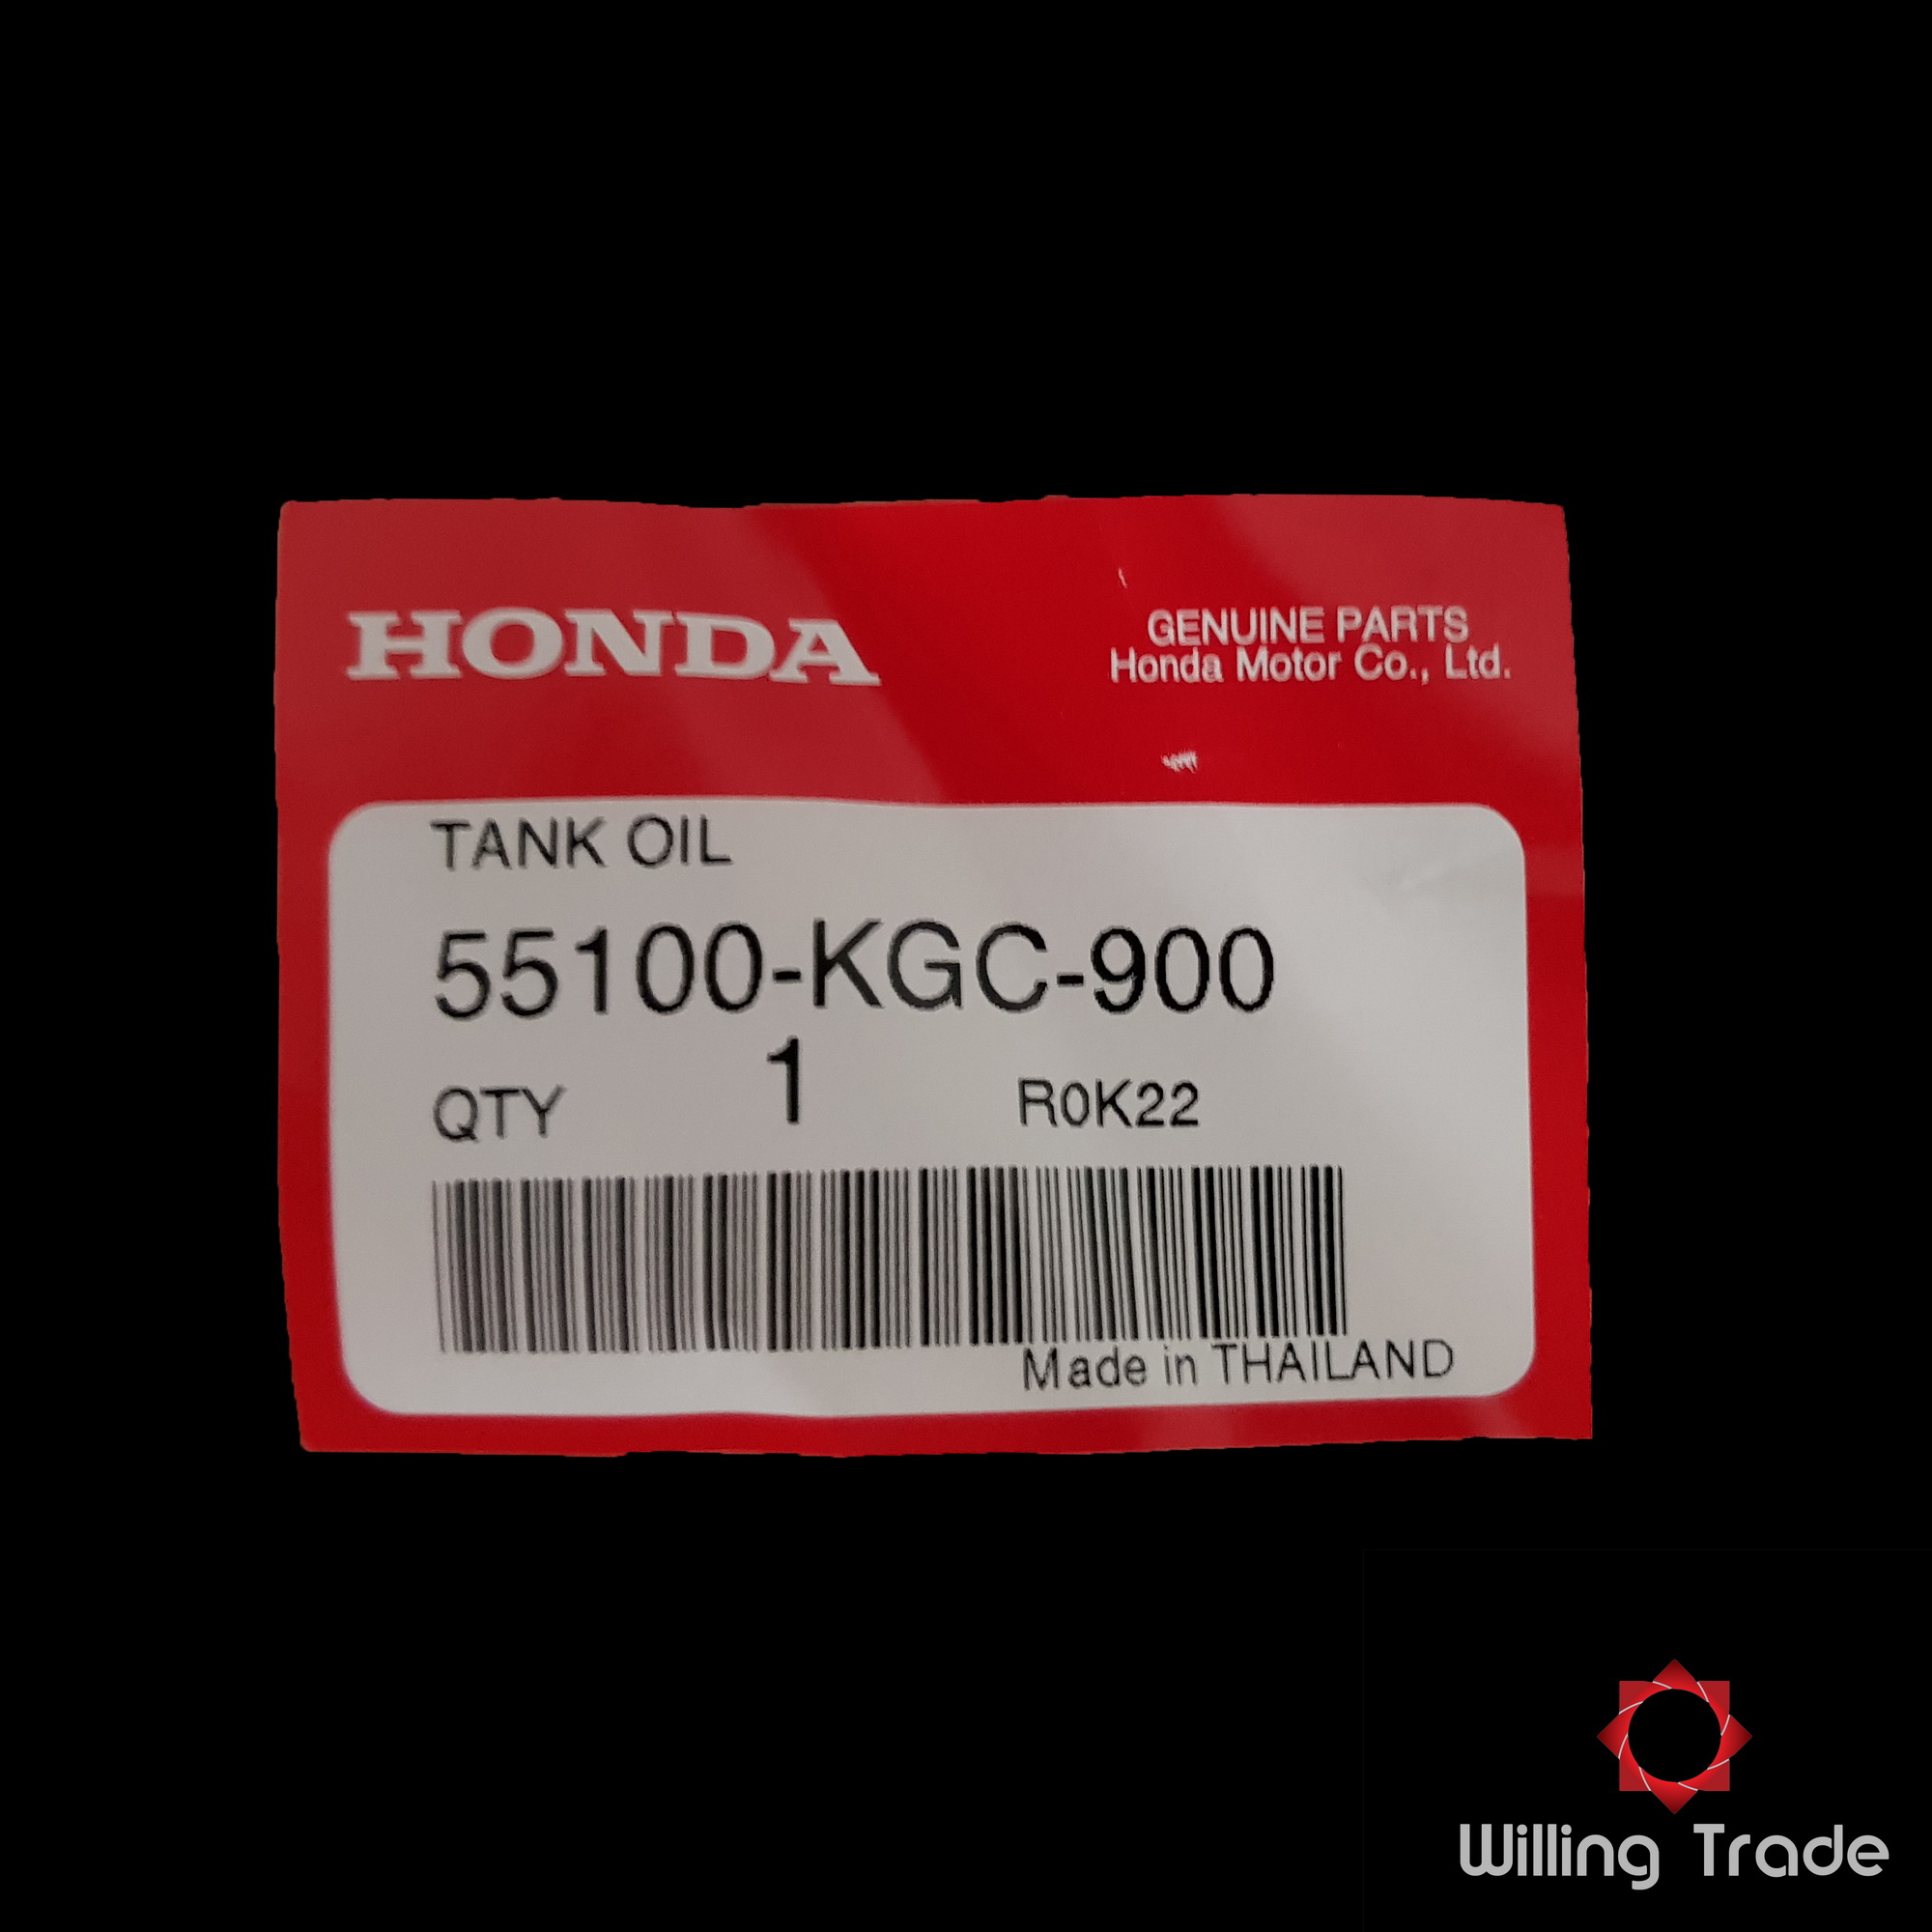 HONDA
GENUINE PARTS
Honda Motor Co., Ltd.
TANK OIL
55100-KGC-900
QTY 1 R0K22
Made in THAILAND
Willing Trade